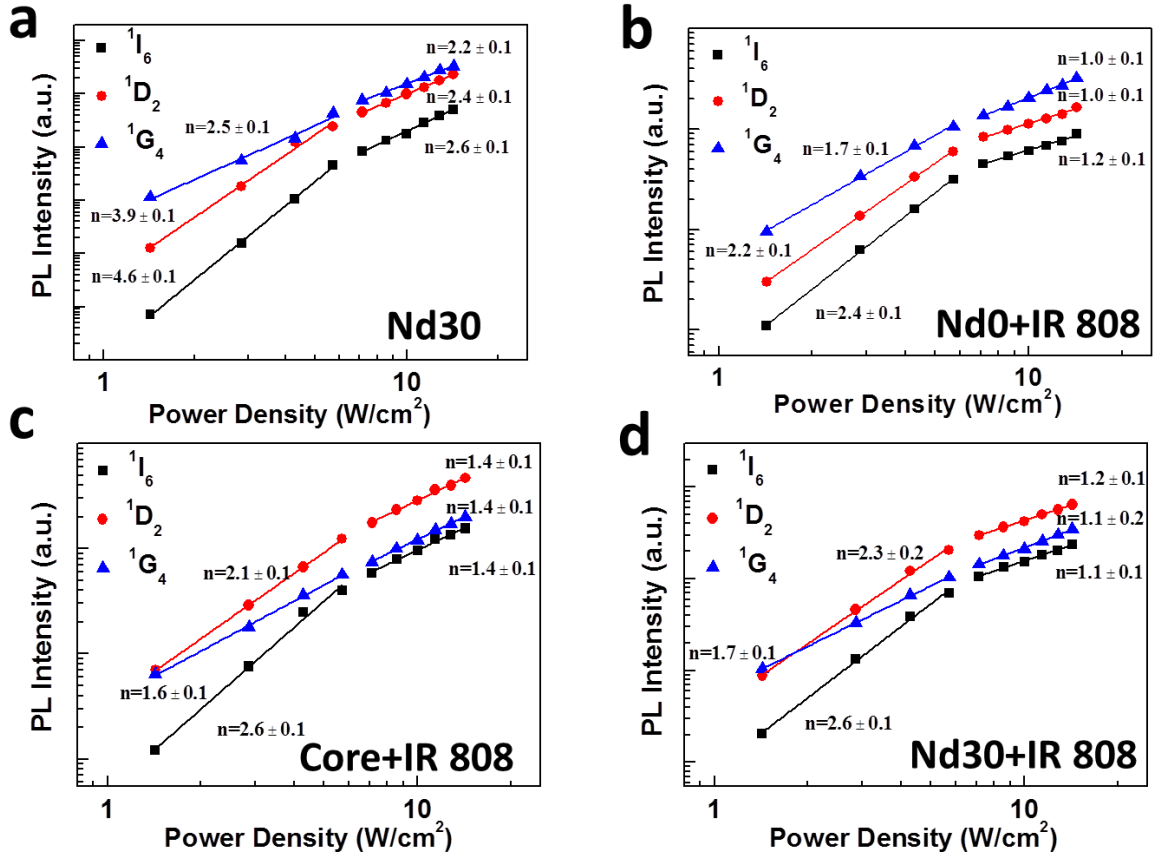 a
¹I₆
¹D₂
¹G₄
n=2.2 ± 0.1
n=2.4 ± 0.1
n=2.6 ± 0.1
n=2.5 ± 0.1
n=3.9 ± 0.1
n=4.6 ± 0.1
Nd30
PL Intensity (a.u.)
1
10
Power Density (W/cm²)
b
¹I₆
¹D₂
¹G₄
n=1.0 ± 0.1
n=1.0 ± 0.1
n=1.2 ± 0.1
n=1.7 ± 0.1
n=2.2 ± 0.1
n=2.4 ± 0.1
Nd0+IR 808
PL Intensity (a.u.)
1
10
Power Density (W/cm²)
c
¹I₆
¹D₂
¹G₄
n=1.4 ± 0.1
n=1.4 ± 0.1
n=1.4 ± 0.1
n=2.1 ± 0.1
n=1.6 ± 0.1
n=2.6 ± 0.1
Core+IR 808
PL Intensity (a.u.)
1
10
Power Density (W/cm²)
d
¹I₆
¹D₂
¹G₄
n=1.2 ± 0.1
n=1.1 ± 0.2
n=1.1 ± 0.1
n=2.3 ± 0.2
n=1.7 ± 0.1
n=2.6 ± 0.1
Nd30+IR 808
PL Intensity (a.u.)
1
10
Power Density (W/cm²)